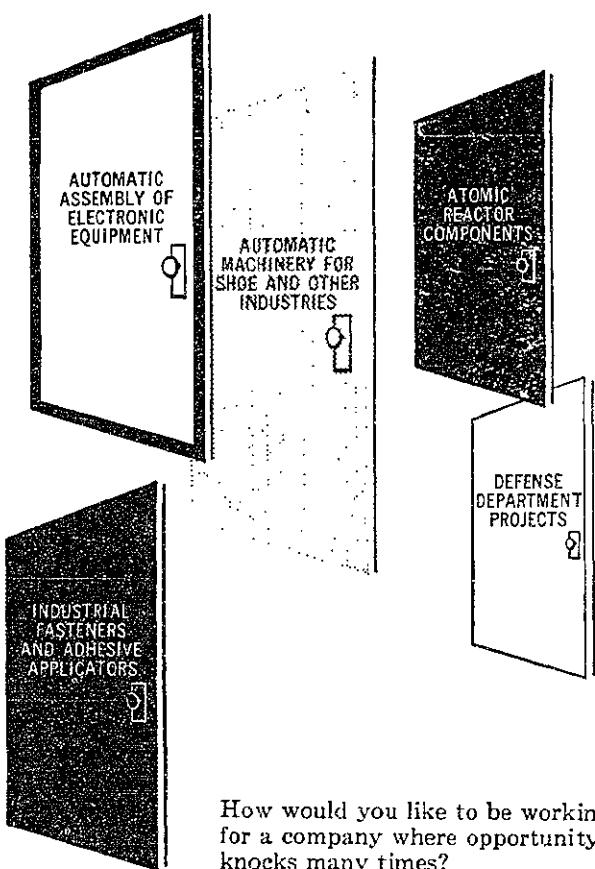 AUTOMATIC
ASSEMBLY OF
ELECTRONIC
EQUIPMENT
AUTOMATIC
MACHINERY FOR
SHOE AND OTHER
INDUSTRIES
ATOMIC
REACTOR
COMPONENTS
DEFENSE
DEPARTMENT
PROJECTS
INDUSTRIAL
FASTENERS
AND ADHESIVE
APPLICATORS
How would you like to be workin
for a company where opportunity
knocks many times?